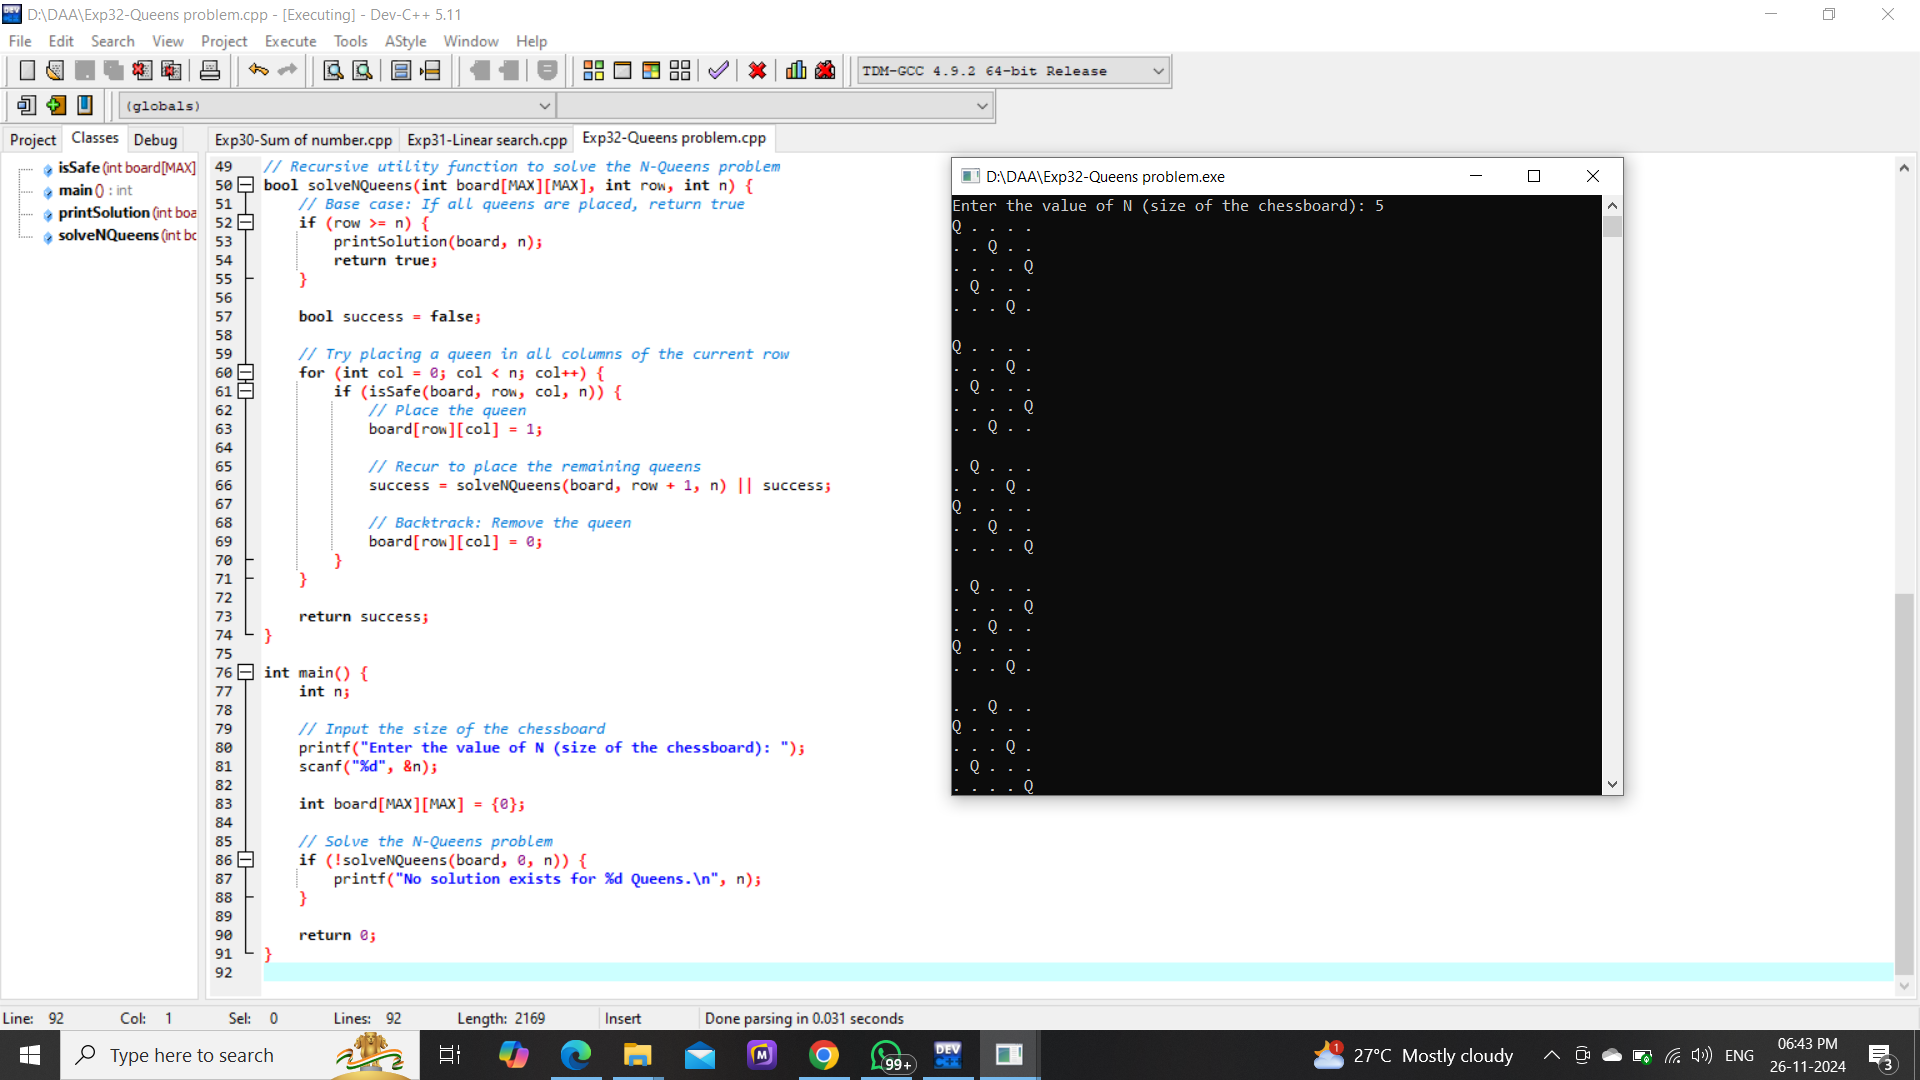 D:\DAA\Exp32-Queens problem.cpp - [Executing] - Dev-C++ 5.11
File Edit Search View Project Execute Tools AStyle Window Help
TDM-GCC 4.9.2 64-bit Release
(globals)
Project Classes Debug
Exp30-Sum of number.cpp Exp31-Linear search.cpp Exp32-Queens problem.cpp
isSafe (int board[MAX]
main () : int
printSolution (int boa
solveNQueens (int bc
49 // Recursive utility function to solve the N-Queens problem
50 bool solveNQueens(int board[MAX][MAX], int row, int n) {
51     // Base case: If all queens are placed, return true
52     if (row >= n) {
53         printSolution(board, n);
54         return true;
55     }
56
57     bool success = false;
58
59     // Try placing a queen in all columns of the current row
60     for (int col = 0; col < n; col++) {
61         if (isSafe(board, row, col, n)) {
62             // Place the queen
63             board[row][col] = 1;
64
65             // Recur to place the remaining queens
66             success = solveNQueens(board, row + 1, n) || success;
67
68             // Backtrack: Remove the queen
69             board[row][col] = 0;
70         }
71     }
72
73     return success;
74 }
75
76 int main() {
77     int n;
78
79     // Input the size of the chessboard
80     printf("Enter the value of N (size of the chessboard): ");
81     scanf("%d", &n);
82
83     int board[MAX][MAX] = {0};
84
85     // Solve the N-Queens problem
86     if (!solveNQueens(board, 0, n)) {
87         printf("No solution exists for %d Queens.\n", n);
88     }
89
90     return 0;
91 }
92
D:\DAA\Exp32-Queens problem.exe
Enter the value of N (size of the chessboard): 5
Q . . . .
. . Q . .
. . . . Q
. Q . . .
. . . Q .

Q . . . .
. . . Q .
. Q . . .
. . . . Q
. . Q . .

. Q . . .
. . . Q .
Q . . . .
. . Q . .
. . . . Q

. Q . . .
. . . . Q
. . Q . .
Q . . . .
. . . Q .

. . Q . .
Q . . . .
. . . Q .
. Q . . .
. . . . Q
Line: 92 Col: 1 Sel: 0 Lines: 92 Length: 2169 Insert Done parsing in 0.031 seconds
Type here to search
M
99+
DEV
1
27°C Mostly cloudy
ENG
06:43 PM
26-11-2024
3